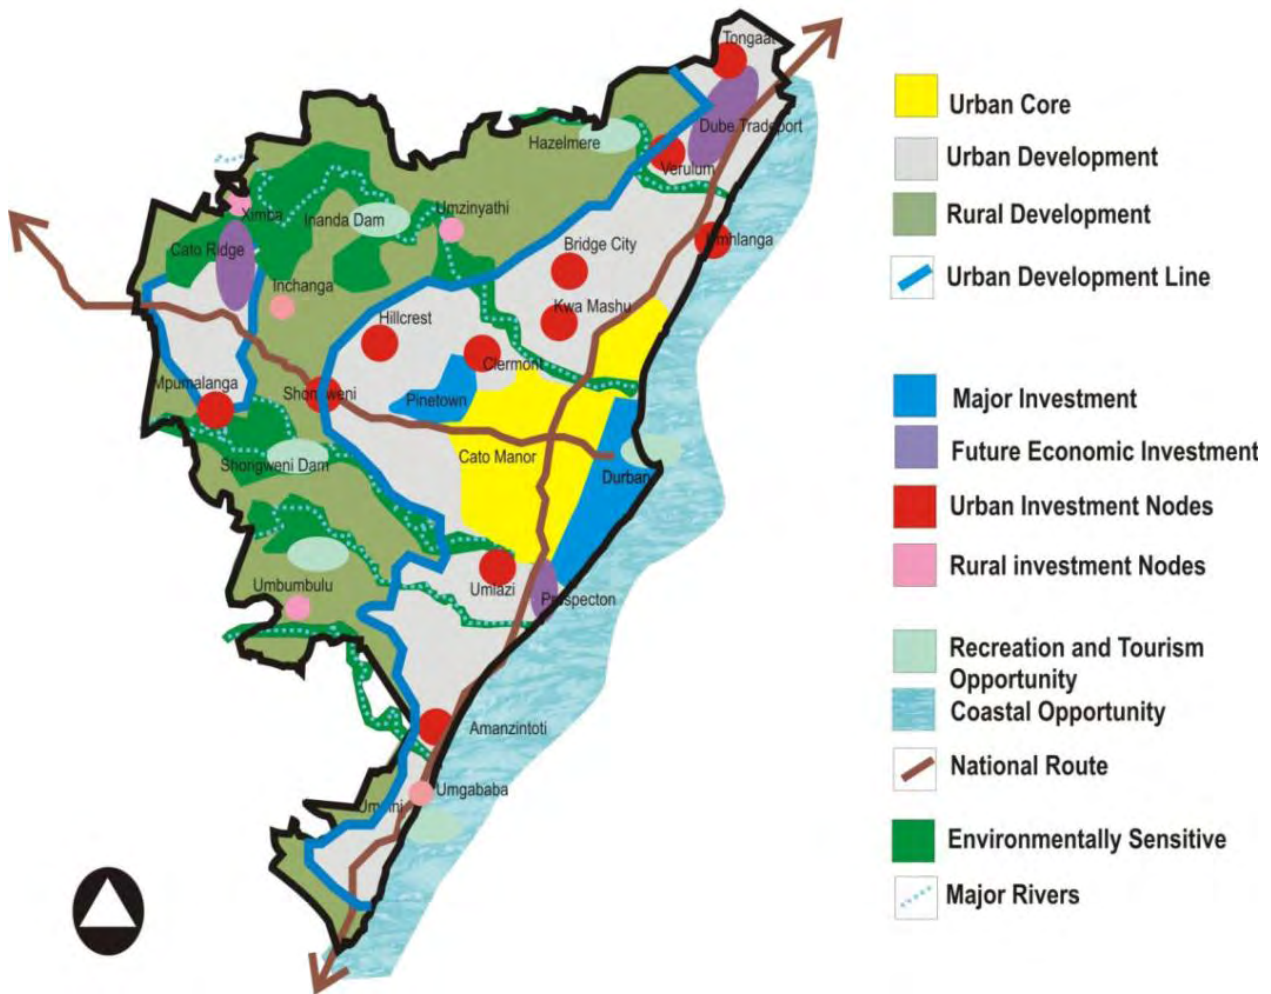 Tongaat
Dube Tradeport
Hazelmere
Verulum
Ximba
Inanda Dam
Umzinyathi
Cato Ridge
Bridge City
Inchanga
Kwa Mashu
Hillcrest
Clermont
Mpumalanga
Pinetown
Cato Manor
Shongweni Dam
Durban
Umbumbulu
Umlazi
Prospecton
Amanzintoti
Umgababa
Urban Core
Urban Development
Rural Development
Urban Development Line
Major Investment
Future Economic Investment
Urban Investment Nodes
Rural investment Nodes
Recreation and Tourism
Opportunity
Coastal Opportunity
National Route
Environmentally Sensitive
Major Rivers